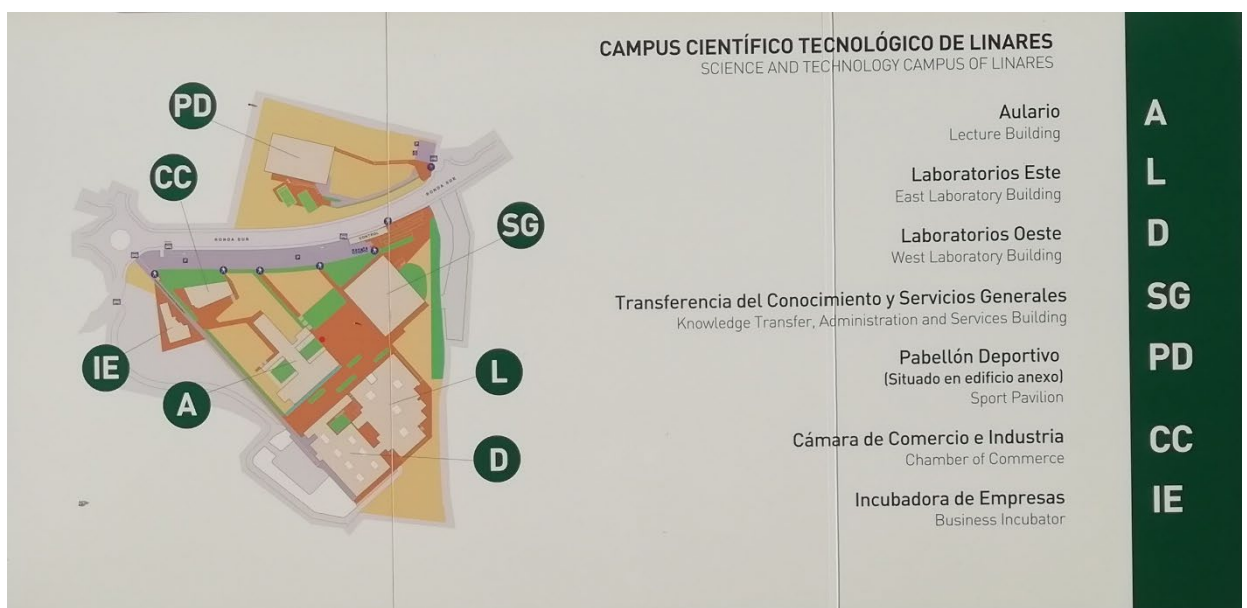 CAMPUS CIENTÍFICO TECNOLÓGICO DE LINARES
SCIENCE AND TECHNOLOGY CAMPUS OF LINARES
Aulario
Lecture Building
A
Laboratorios Este
East Laboratory Building
L
Laboratorios Oeste
West Laboratory Building
D
Transferencia del Conocimiento y Servicios Generales
Knowledge Transfer, Administration and Services Building
SG
Pabellón Deportivo
(Situado en edificio anexo)
Sport Pavilion
PD
Cámara de Comercio e Industria
Chamber of Commerce
CC
Incubadora de Empresas
Business Incubator
IE
PD
CC
SG
IE
A
L
D
RONDA SUR
RONDA SUR
CONTROL
P
P